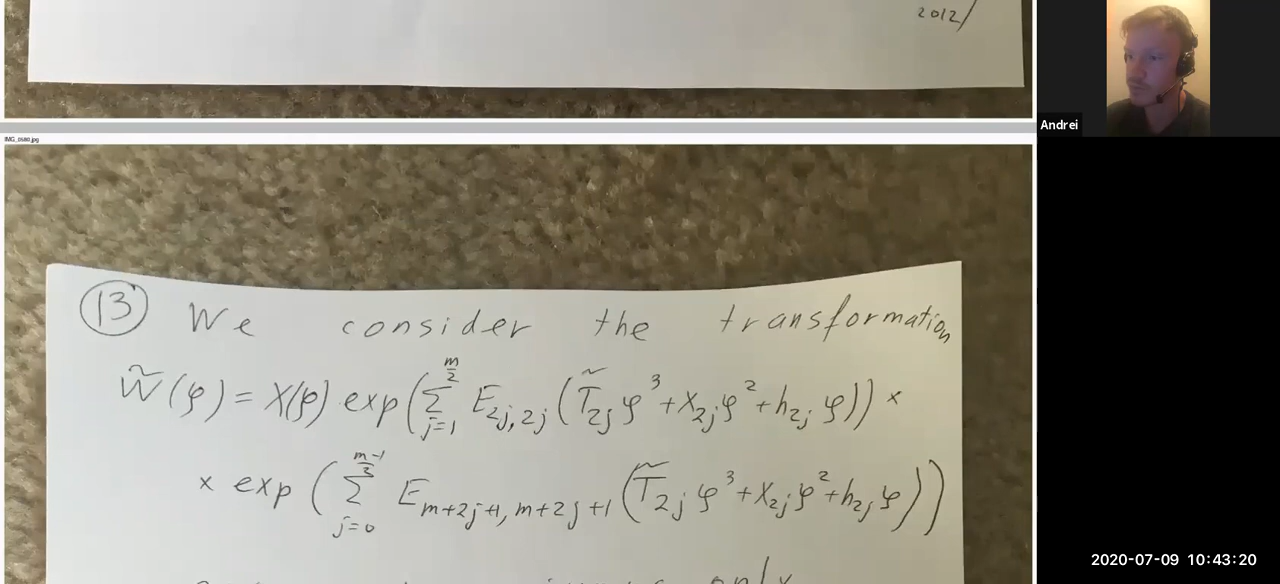 2012/
IMG_0580.jpg
Andrei
(13) We consider the transformation
W̃(φ) = X(φ) exp(∑_{j=1}^{m/2} E_{2j,2j} (T̃_{2j} φ³ + x_{2j} φ² + h_{2j} φ)) ×
× exp(∑_{j=0}^{(m-1)/2} E_{m+2j+1, m+2j+1} (T̃_{2j} φ³ + x_{2j} φ² + h_{2j} φ))
only
2020-07-09 10:43:20